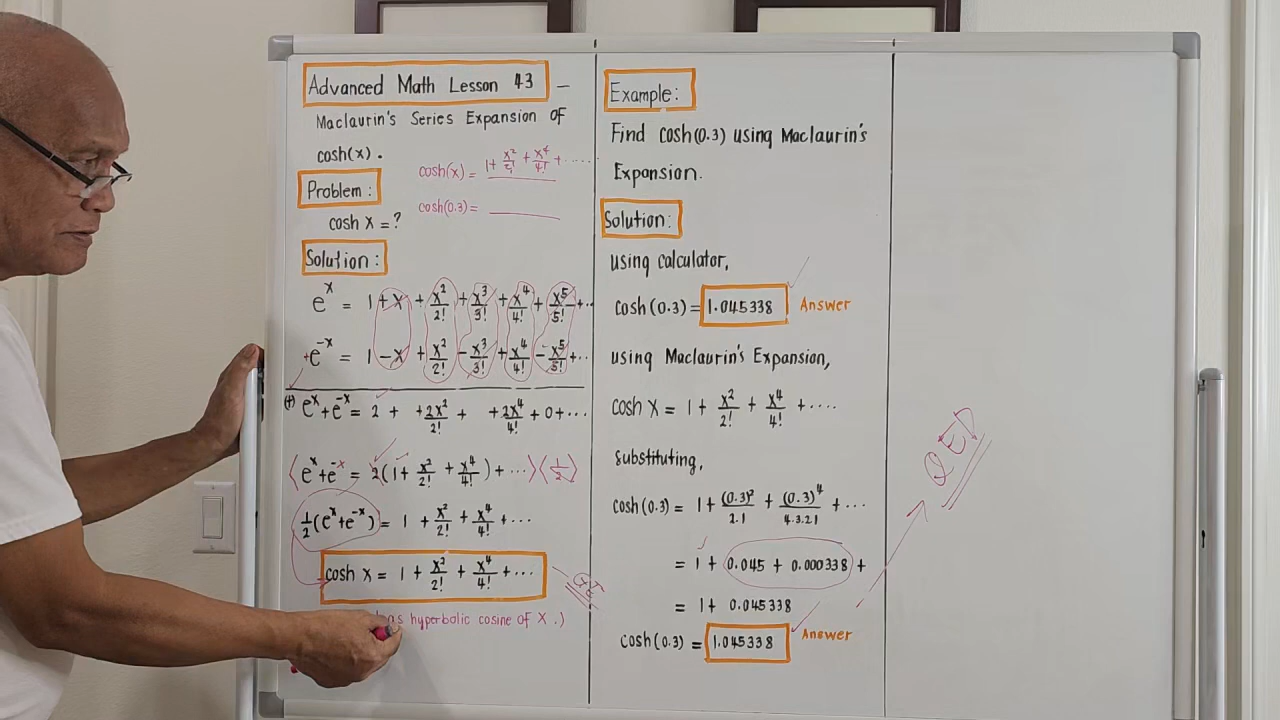 Advanced Math Lesson 43 –
Maclaurin's Series Expansion of
cosh(x).
cosh(x) = 1 + x²/2! + x⁴/4! + ......
Problem:
cosh(0.3) = ______
cosh x = ?
Solution:
eˣ = 1 + x + x²/2! + x³/3! + x⁴/4! + x⁵/5! + ..
+e⁻ˣ = 1 − x + x²/2! − x³/3! + x⁴/4! − x⁵/5! + ..
(+) eˣ + e⁻ˣ = 2 + + 2x²/2! + + 2x⁴/4! + 0 + ...
⟨eˣ + e⁻ˣ = 2(1 + x²/2! + x⁴/4!) + ...⟩⟨1/2⟩
1/2(eˣ + e⁻ˣ) = 1 + x²/2! + x⁴/4! + ...
cosh x = 1 + x²/2! + x⁴/4! + ...
as hyperbolic cosine of X.)
Example:
Find cosh(0.3) using Maclaurin's
Expansion.
Solution:
using calculator,
cosh(0.3) = 1.045338 Answer
using Maclaurin's Expansion,
cosh X = 1 + x²/2! + x⁴/4! + ....
substituting,
cosh(0.3) = 1 + (0.3)²/2.1 + (0.3)⁴/4.3.2.1 + ...
= 1 + 0.045 + 0.000338 +
= 1 + 0.045338
cosh(0.3) = 1.045338 Answer
QED